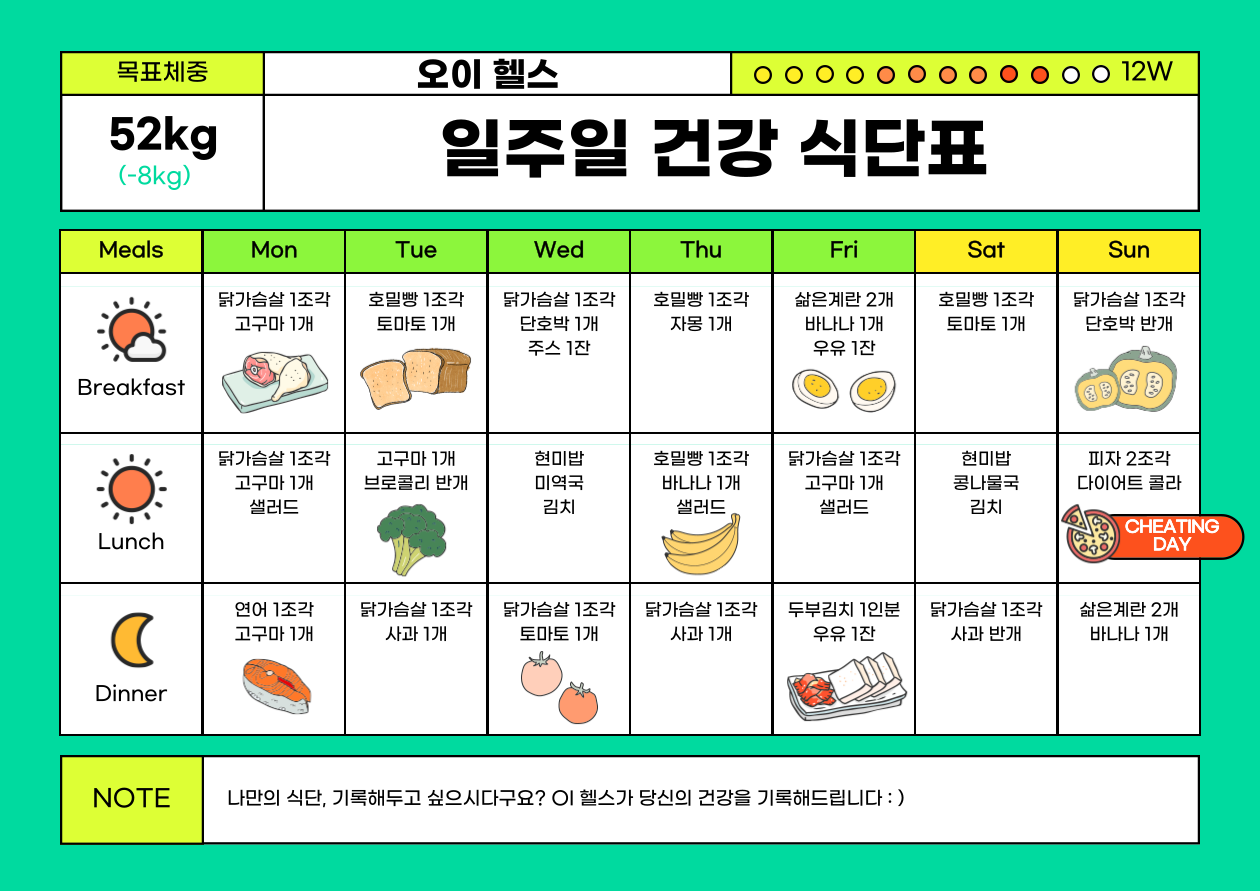 목표체중
오이 헬스
12W
52kg
(-8kg)
일주일 건강 식단표
Meals Mon Tue Wed Thu Fri Sat Sun
Breakfast
닭가슴살 1조각
고구마 1개
호밀빵 1조각
토마토 1개
닭가슴살 1조각
단호박 1개
주스 1잔
호밀빵 1조각
자몽 1개
삶은계란 2개
바나나 1개
우유 1잔
호밀빵 1조각
토마토 1개
닭가슴살 1조각
단호박 반개
Lunch
닭가슴살 1조각
고구마 1개
샐러드
고구마 1개
브로콜리 반개
현미밥
미역국
김치
호밀빵 1조각
바나나 1개
샐러드
닭가슴살 1조각
고구마 1개
샐러드
현미밥
콩나물국
김치
피자 2조각
다이어트 콜라
CHEATING
DAY
Dinner
연어 1조각
고구마 1개
닭가슴살 1조각
사과 1개
닭가슴살 1조각
토마토 1개
닭가슴살 1조각
사과 1개
두부김치 1인분
우유 1잔
닭가슴살 1조각
사과 반개
삶은계란 2개
바나나 1개
NOTE
나만의 식단, 기록해두고 싶으시다구요? OI 헬스가 당신의 건강을 기록해드립니다 : )